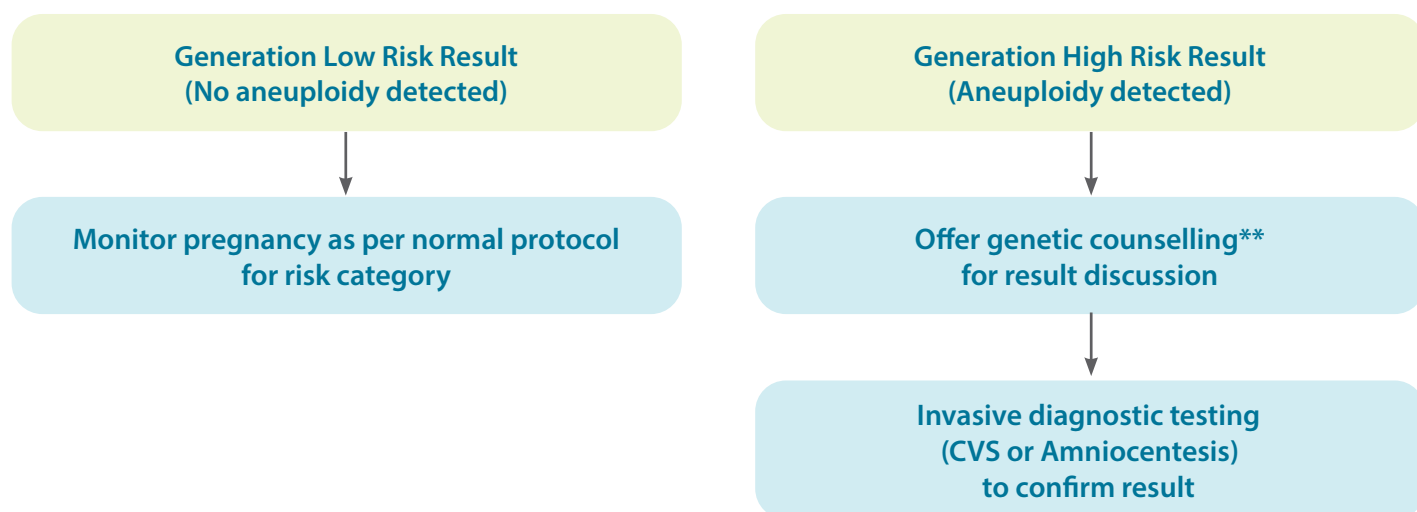 Generation Low Risk Result
(No aneuploidy detected)
Monitor pregnancy as per normal protocol
for risk category
Generation High Risk Result
(Aneuploidy detected)
Offer genetic counselling**
for result discussion
Invasive diagnostic testing
(CVS or Amniocentesis)
to confirm result